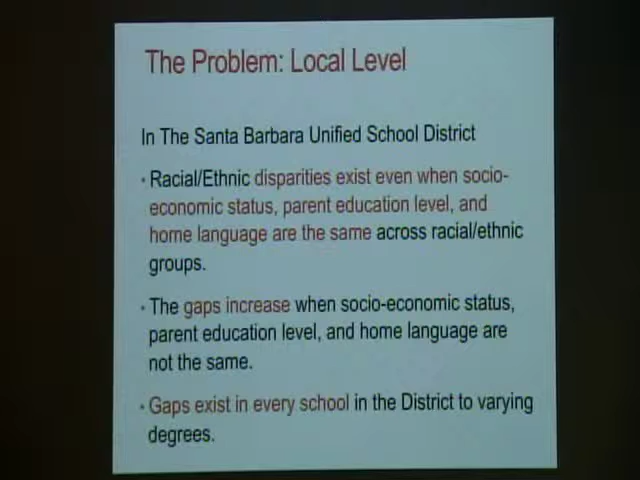 The Problem: Local Level
In The Santa Barbara Unified School District
• Racial/Ethnic disparities exist even when socio-
economic status, parent education level, and
home language are the same across racial/ethnic
groups.
• The gaps increase when socio-economic status,
parent education level, and home language are
not the same.
• Gaps exist in every school in the District to varying
degrees.